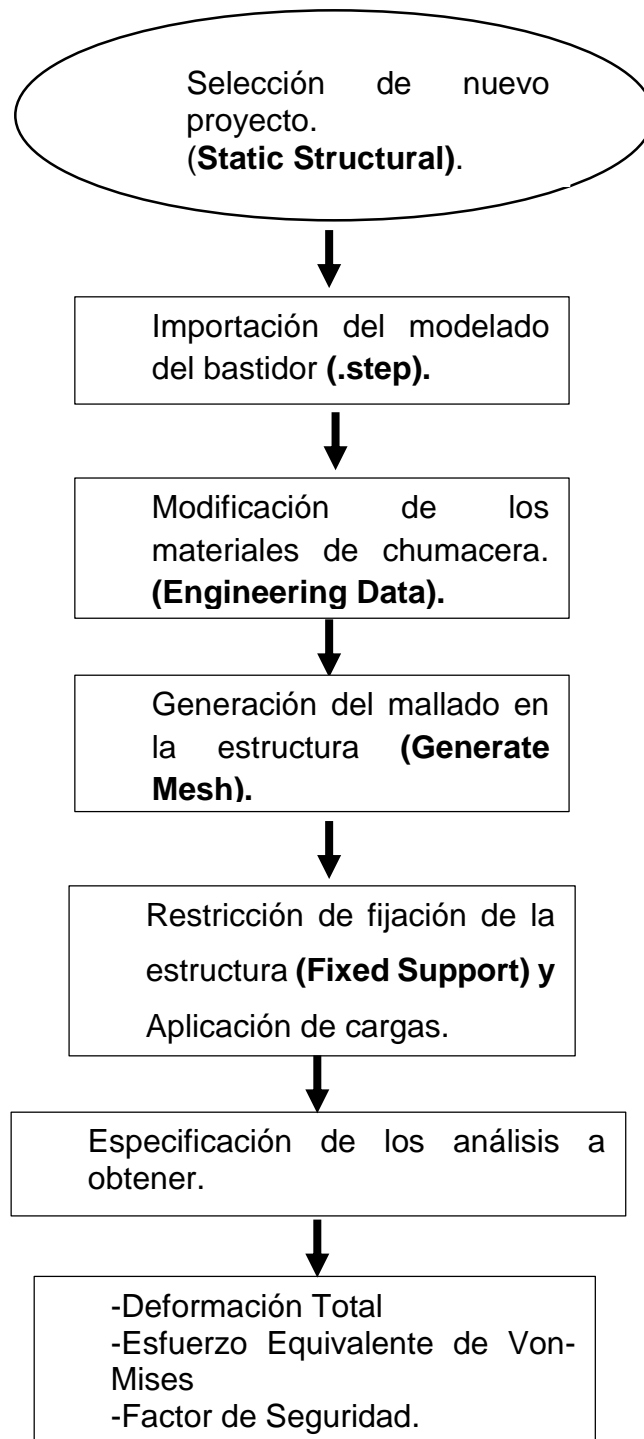 Selección de nuevo
proyecto.
(Static Structural).
Importación del modelado
del bastidor (.step).
Modificación de los
materiales de chumacera.
(Engineering Data).
Generación del mallado en
la estructura (Generate
Mesh).
Restricción de fijación de la
estructura (Fixed Support) y
Aplicación de cargas.
Especificación de los análisis a
obtener.
-Deformación Total
-Esfuerzo Equivalente de Von-
Mises
-Factor de Seguridad.